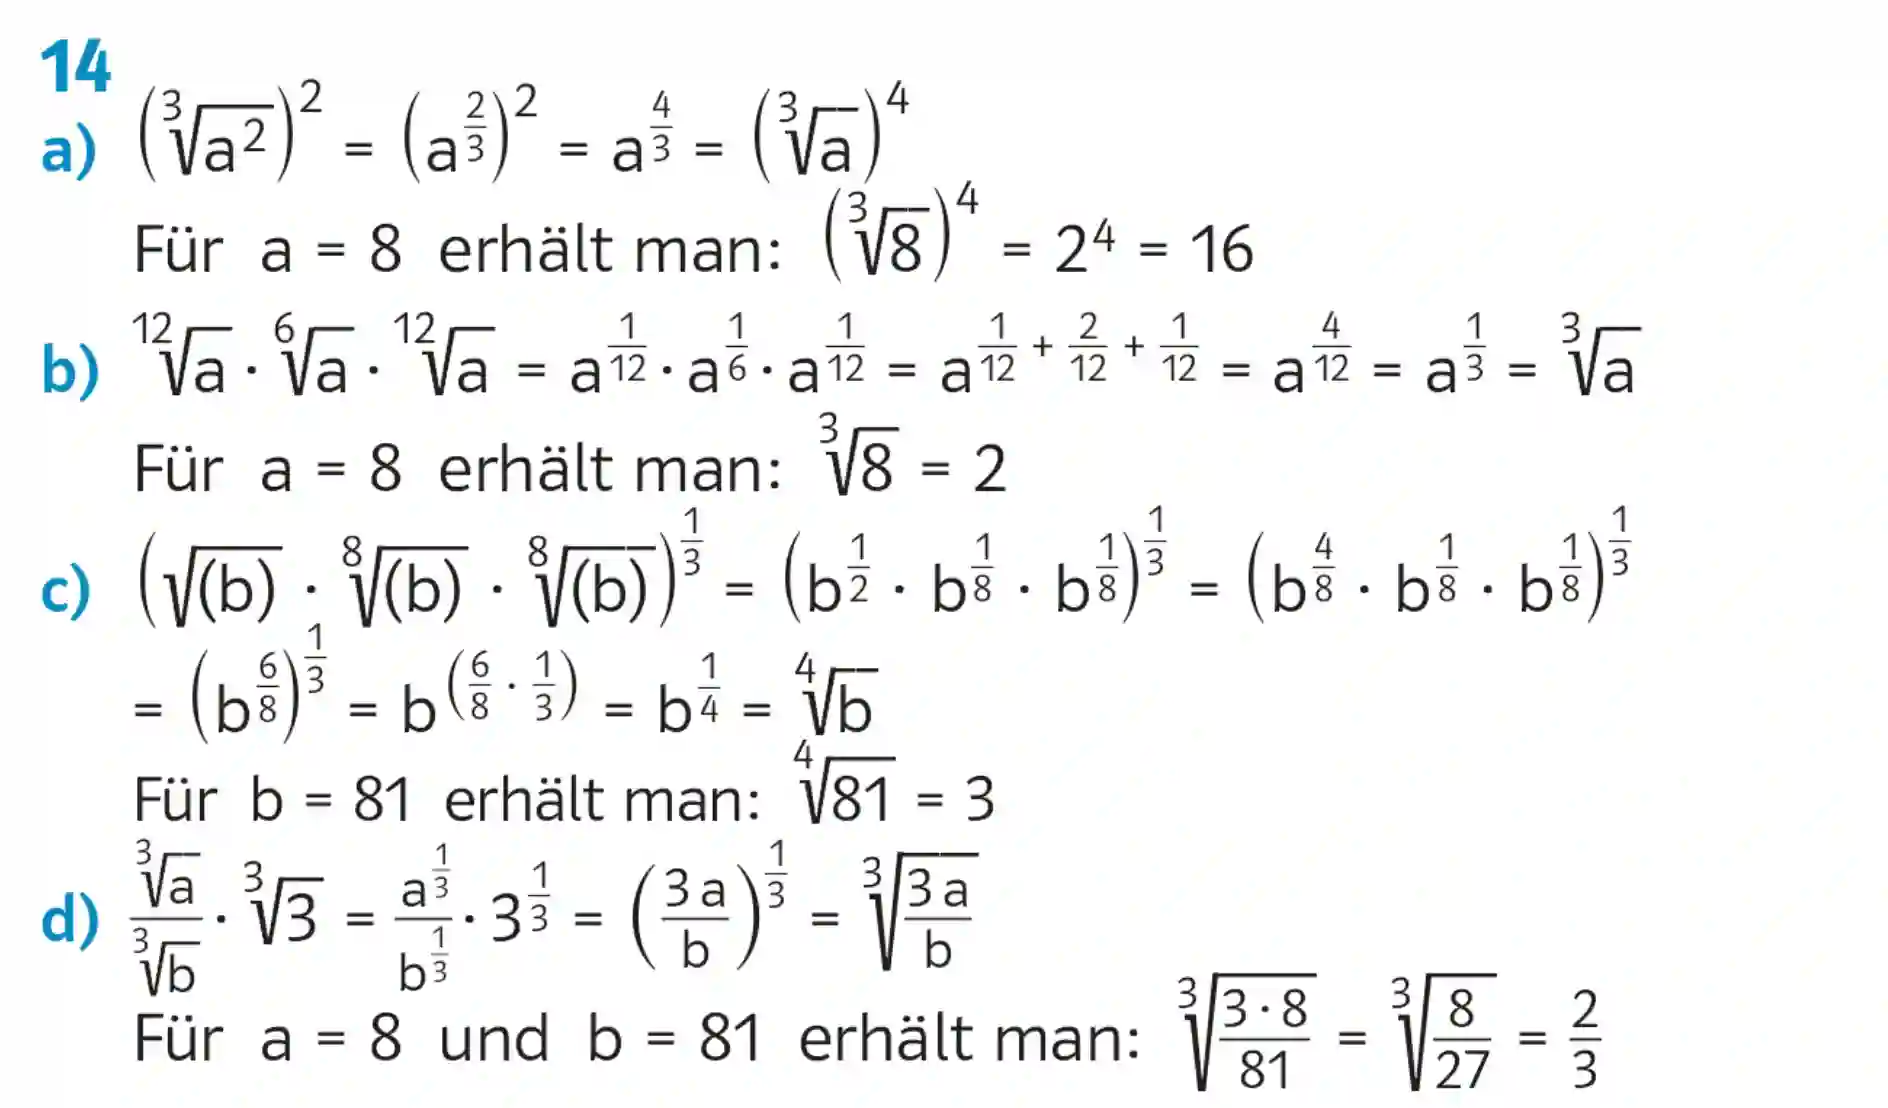 14
a) (∛(a²))² = (a^(2/3))² = a^(4/3) = (∛a)⁴
Für a = 8 erhält man: (∛8)⁴ = 2⁴ = 16
b) ¹²√a · ⁶√a · ¹²√a = a^(1/12) · a^(1/6) · a^(1/12) = a^(1/12 + 2/12 + 1/12) = a^(4/12) = a^(1/3) = ∛a
Für a = 8 erhält man: ∛8 = 2
c) (√(b) · ⁸√(b) · ⁸√(b))^(1/3) = (b^(1/2) · b^(1/8) · b^(1/8))^(1/3) = (b^(4/8) · b^(1/8) · b^(1/8))^(1/3)
= (b^(6/8))^(1/3) = b^(6/8 · 1/3) = b^(1/4) = ⁴√b
Für b = 81 erhält man: ⁴√81 = 3
d) ∛a/∛b · ∛3 = a^(1/3)/b^(1/3) · 3^(1/3) = (3a/b)^(1/3) = ∛(3a/b)
Für a = 8 und b = 81 erhält man: ∛(3·8/81) = ∛(8/27) = 2/3